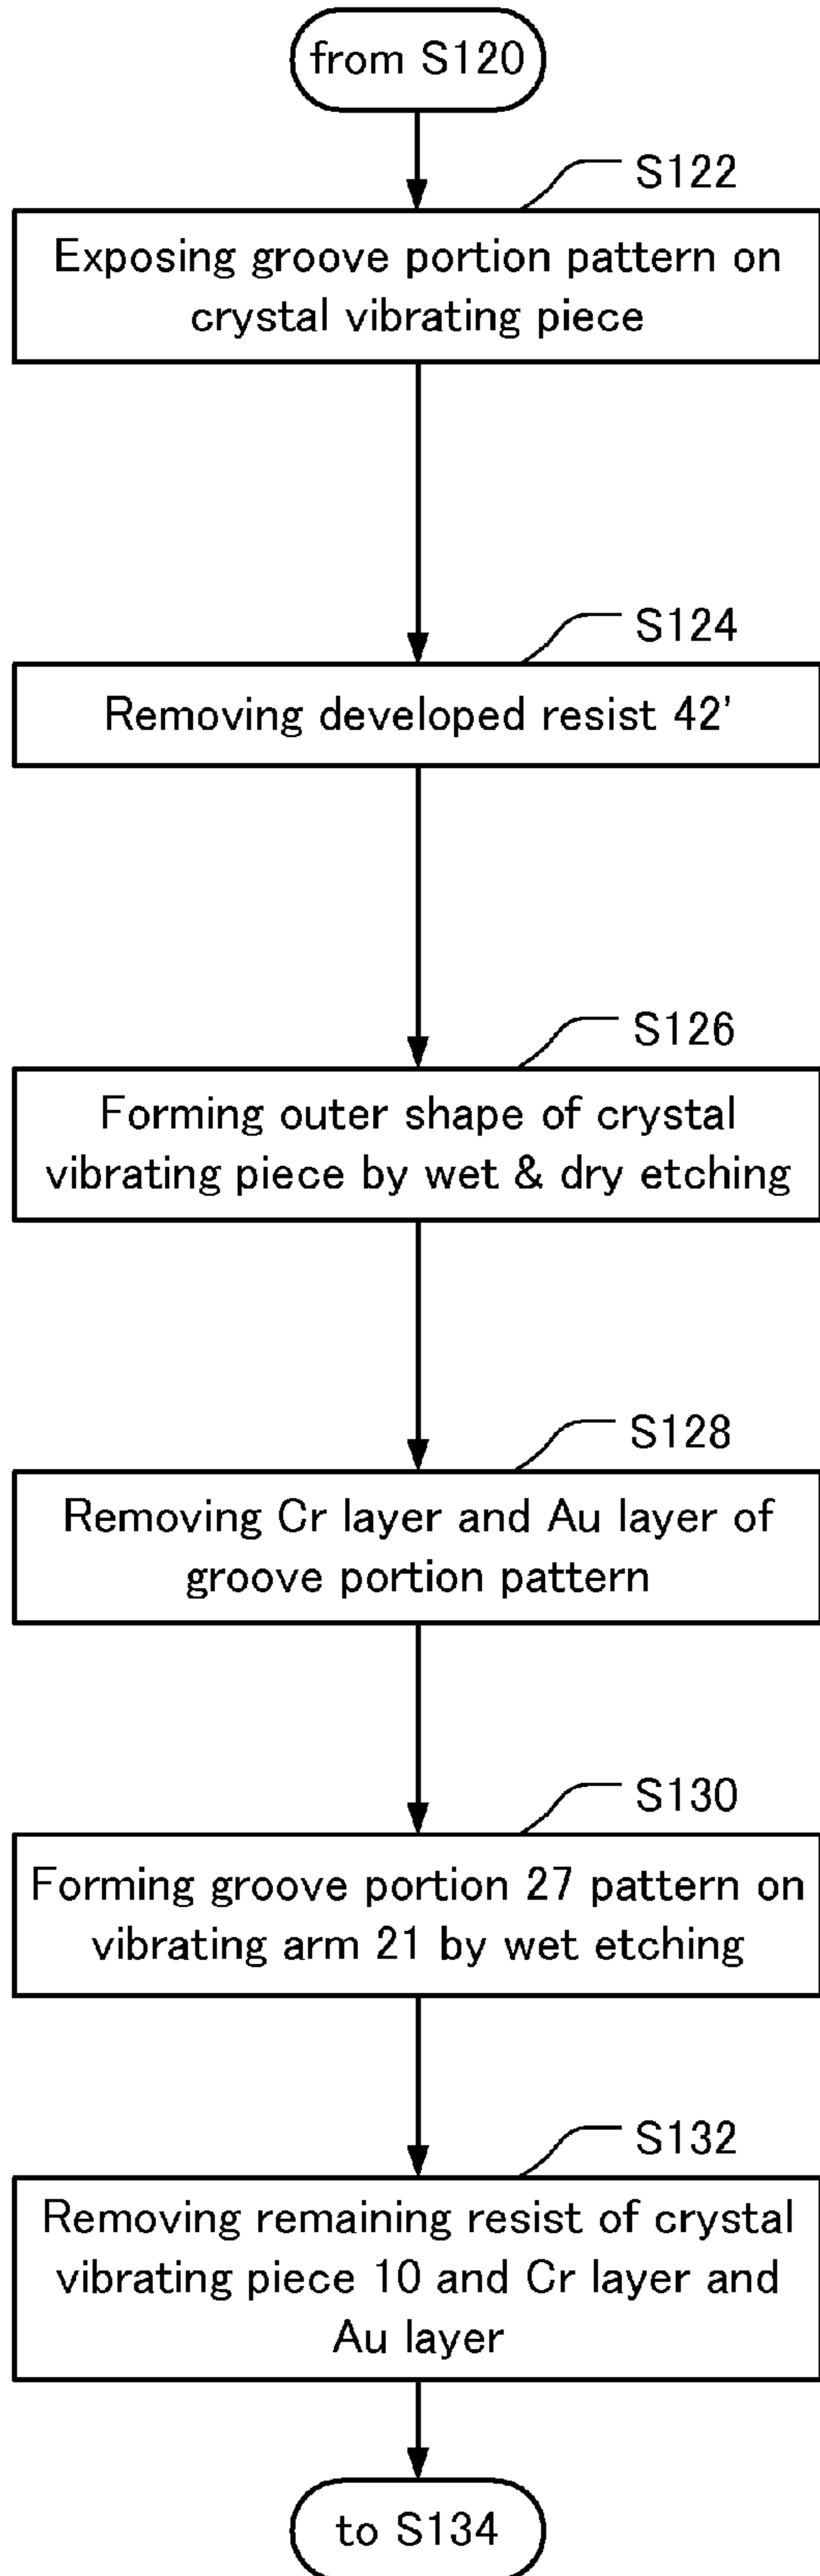 from S120
S122
Exposing groove portion pattern on
crystal vibrating piece
S124
Removing developed resist 42'
S126
Forming outer shape of crystal
vibrating piece by wet & dry etching
S128
Removing Cr layer and Au layer of
groove portion pattern
S130
Forming groove portion 27 pattern on
vibrating arm 21 by wet etching
S132
Removing remaining resist of crystal
vibrating piece 10 and Cr layer and
Au layer
to S134